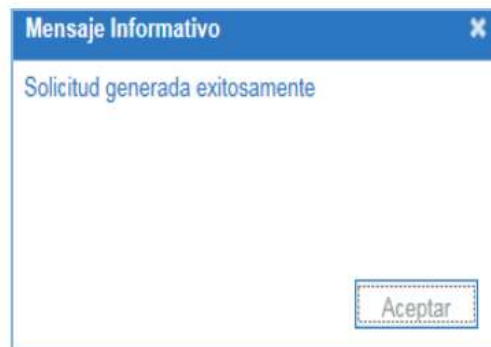 Mensaje Informativo
Solicitud generada exitosamente
Aceptar